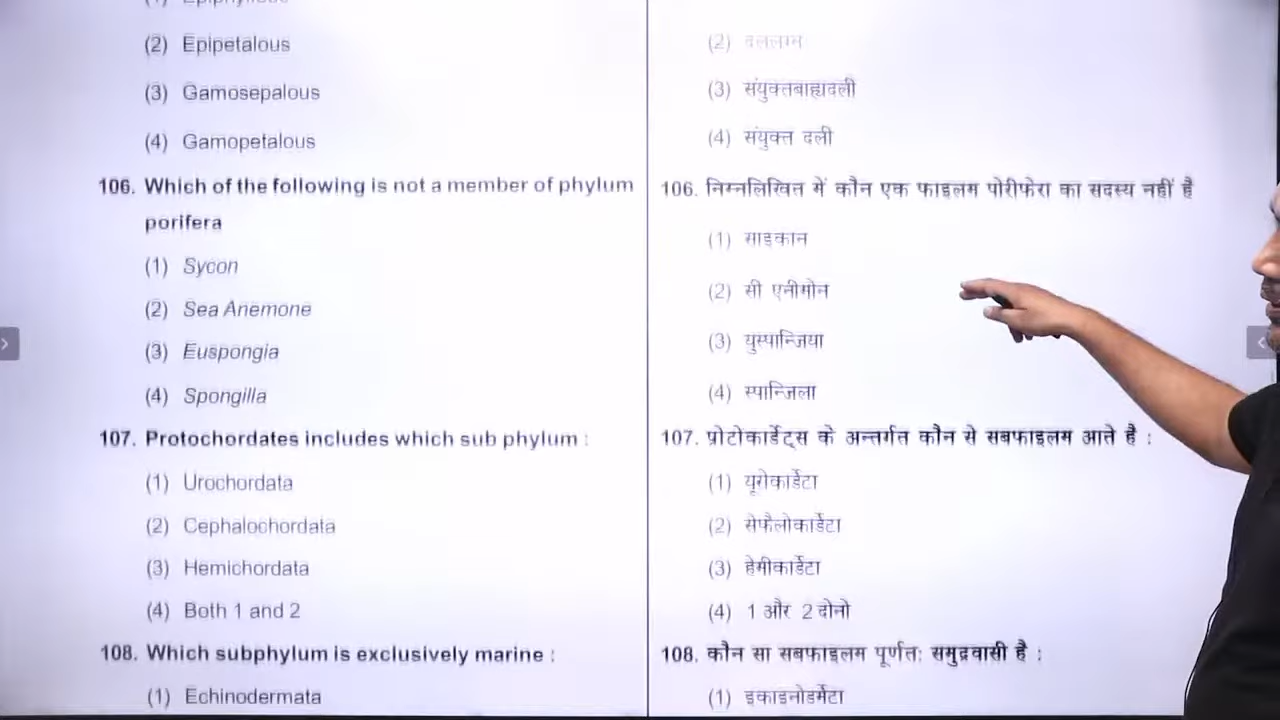 (2) Epipetalous
(3) Gamosepalous
(4) Gamopetalous
106. Which of the following is not a member of phylum
porifera
(1) Sycon
(2) Sea Anemone
(3) Euspongia
(4) Spongilla
107. Protochordates includes which sub phylum :
(1) Urochordata
(2) Cephalochordata
(3) Hemichordata
(4) Both 1 and 2
108. Which subphylum is exclusively marine :
(1) Echinodermata
(2) दललग्न
(3) संयुक्तबाह्यदली
(4) संयुक्त दली
106. निम्नलिखित में कौन एक फाइलम पोरीफेरा का सदस्य नहीं है
(1) साइकान
(2) सी एनीमोन
(3) युस्पान्जिया
(4) स्पान्जिला
107. प्रोटोकार्डेट्स के अन्तर्गत कौन से सबफाइलम आते है :
(1) यूरोकार्डेटा
(2) सेफैलोकार्डेटा
(3) हेमीकार्डेटा
(4) 1 और 2 दोनो
108. कौन सा सबफाइलम पूर्णतः समुद्रवासी है :
(1) इकाइनोडर्मेटा